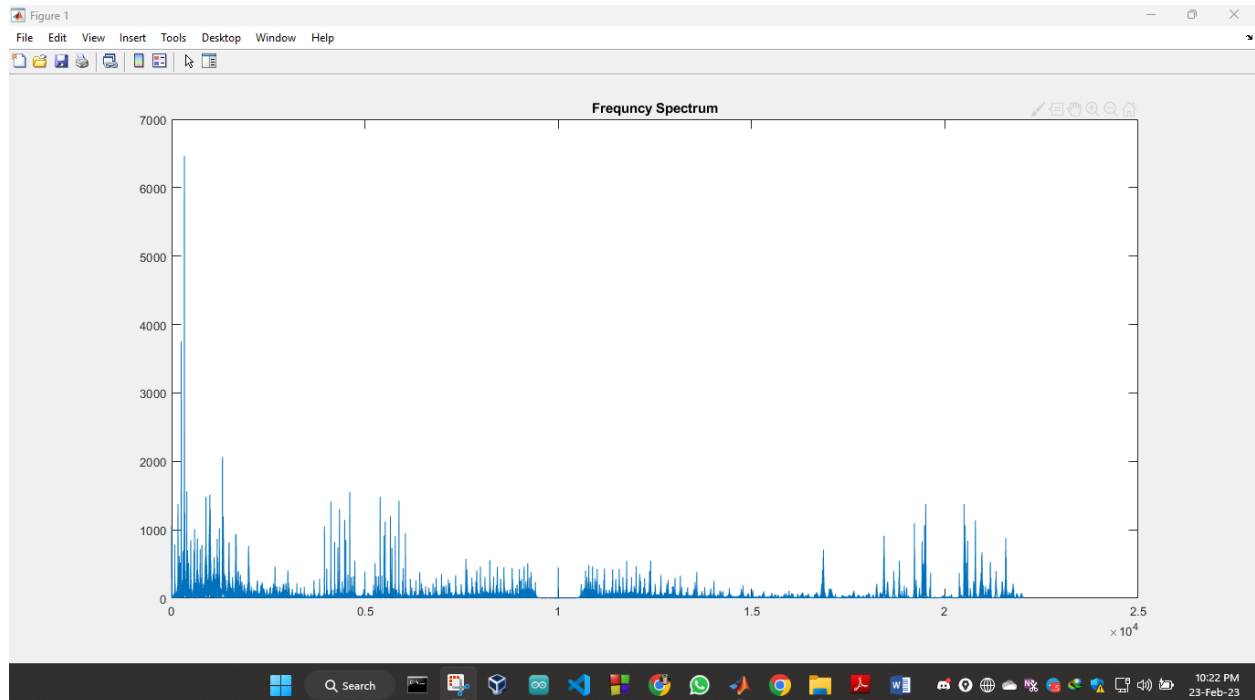 Figure 1
File Edit View Insert Tools Desktop Window Help
Frequncy Spectrum
7000
6000
5000
4000
3000
2000
1000
0
0 0.5 1 1.5 2 2.5
×10⁴
Search
10:22 PM
23-Feb-23